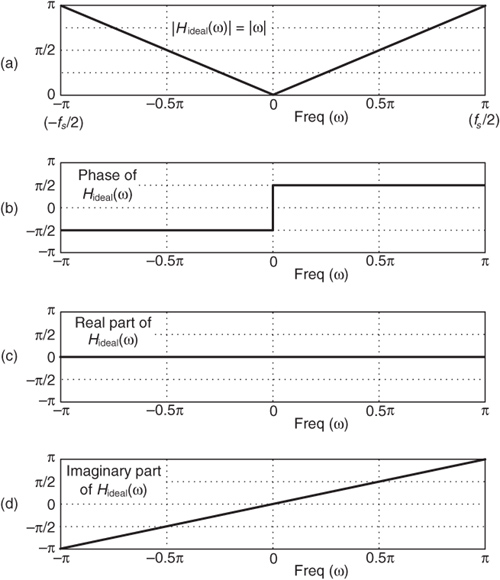 π
|Hideal(ω)| = |ω|
(a) π/2
0
−π −0.5π 0 0.5π π
(−fs/2) Freq (ω) (fs/2)
π
Phase of
Hideal(ω)
π/2
(b) 0
−π/2
−π
−π −0.5π 0 0.5π π
Freq (ω)
π
Real part of
Hideal(ω)
π/2
(c) 0
−π/2
−π
−π −0.5π 0 0.5π π
Freq (ω)
π
Imaginary part
of Hideal(ω)
π/2
(d) 0
−π/2
−π
−π −0.5π 0 0.5π π
Freq (ω)